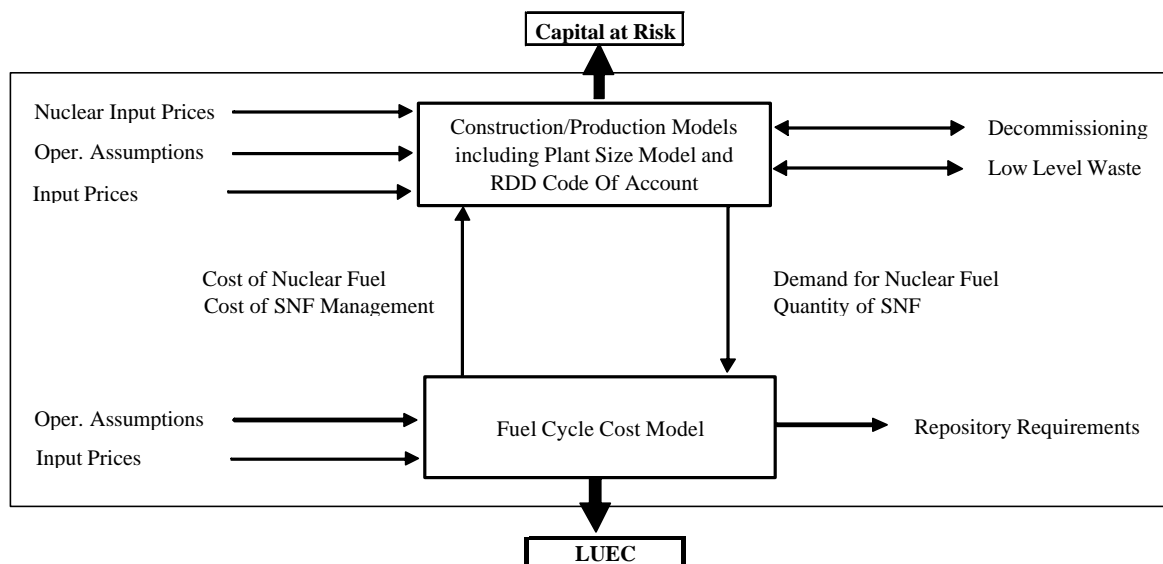 Capital at Risk
Nuclear Input Prices
Oper. Assumptions
Input Prices
Construction/Production Models
including Plant Size Model and
RDD Code Of Account
Decommissioning
Low Level Waste
Cost of Nuclear Fuel
Cost of SNF Management
Demand for Nuclear Fuel
Quantity of SNF
Oper. Assumptions
Input Prices
Fuel Cycle Cost Model
Repository Requirements
LUEC